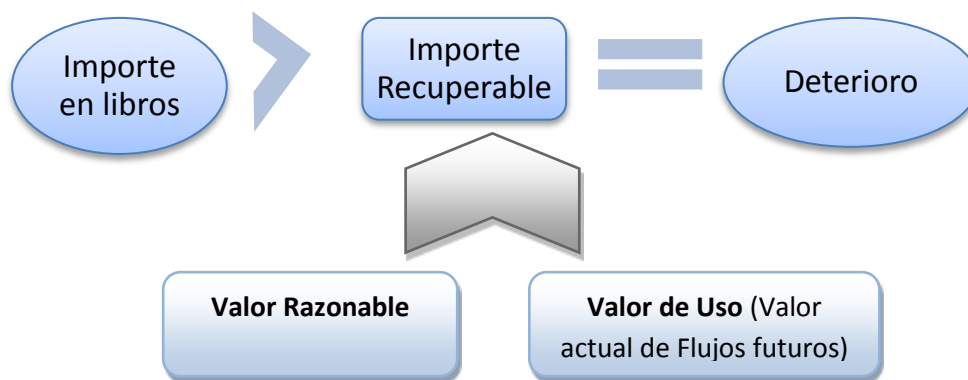 Importe
en libros
Importe
Recuperable
Deterioro
Valor Razonable
Valor de Uso (Valor
actual de Flujos futuros)